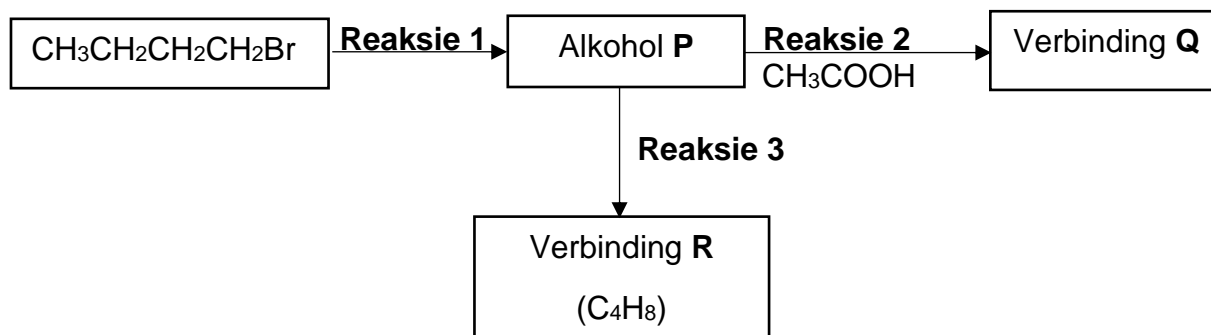 CH₃CH₂CH₂CH₂Br
Reaksie 1
Alkohol P
Reaksie 2
CH₃COOH
Verbinding Q
Reaksie 3
Verbinding R
(C₄H₈)